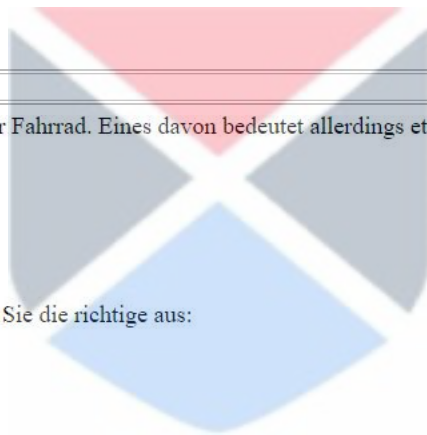 r Fahrrad. Eines davon bedeutet allerdings et
Sie die richtige aus: